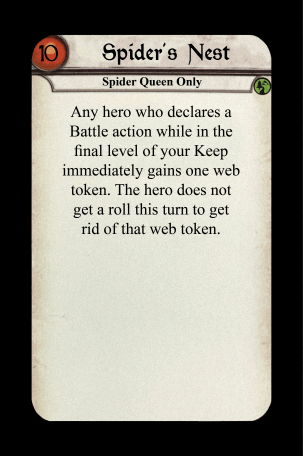 10 Spider's Nest
Spider Queen Only
Any hero who declares a
Battle action while in the
final level of your Keep
immediately gains one web
token. The hero does not
get a roll this turn to get
rid of that web token.